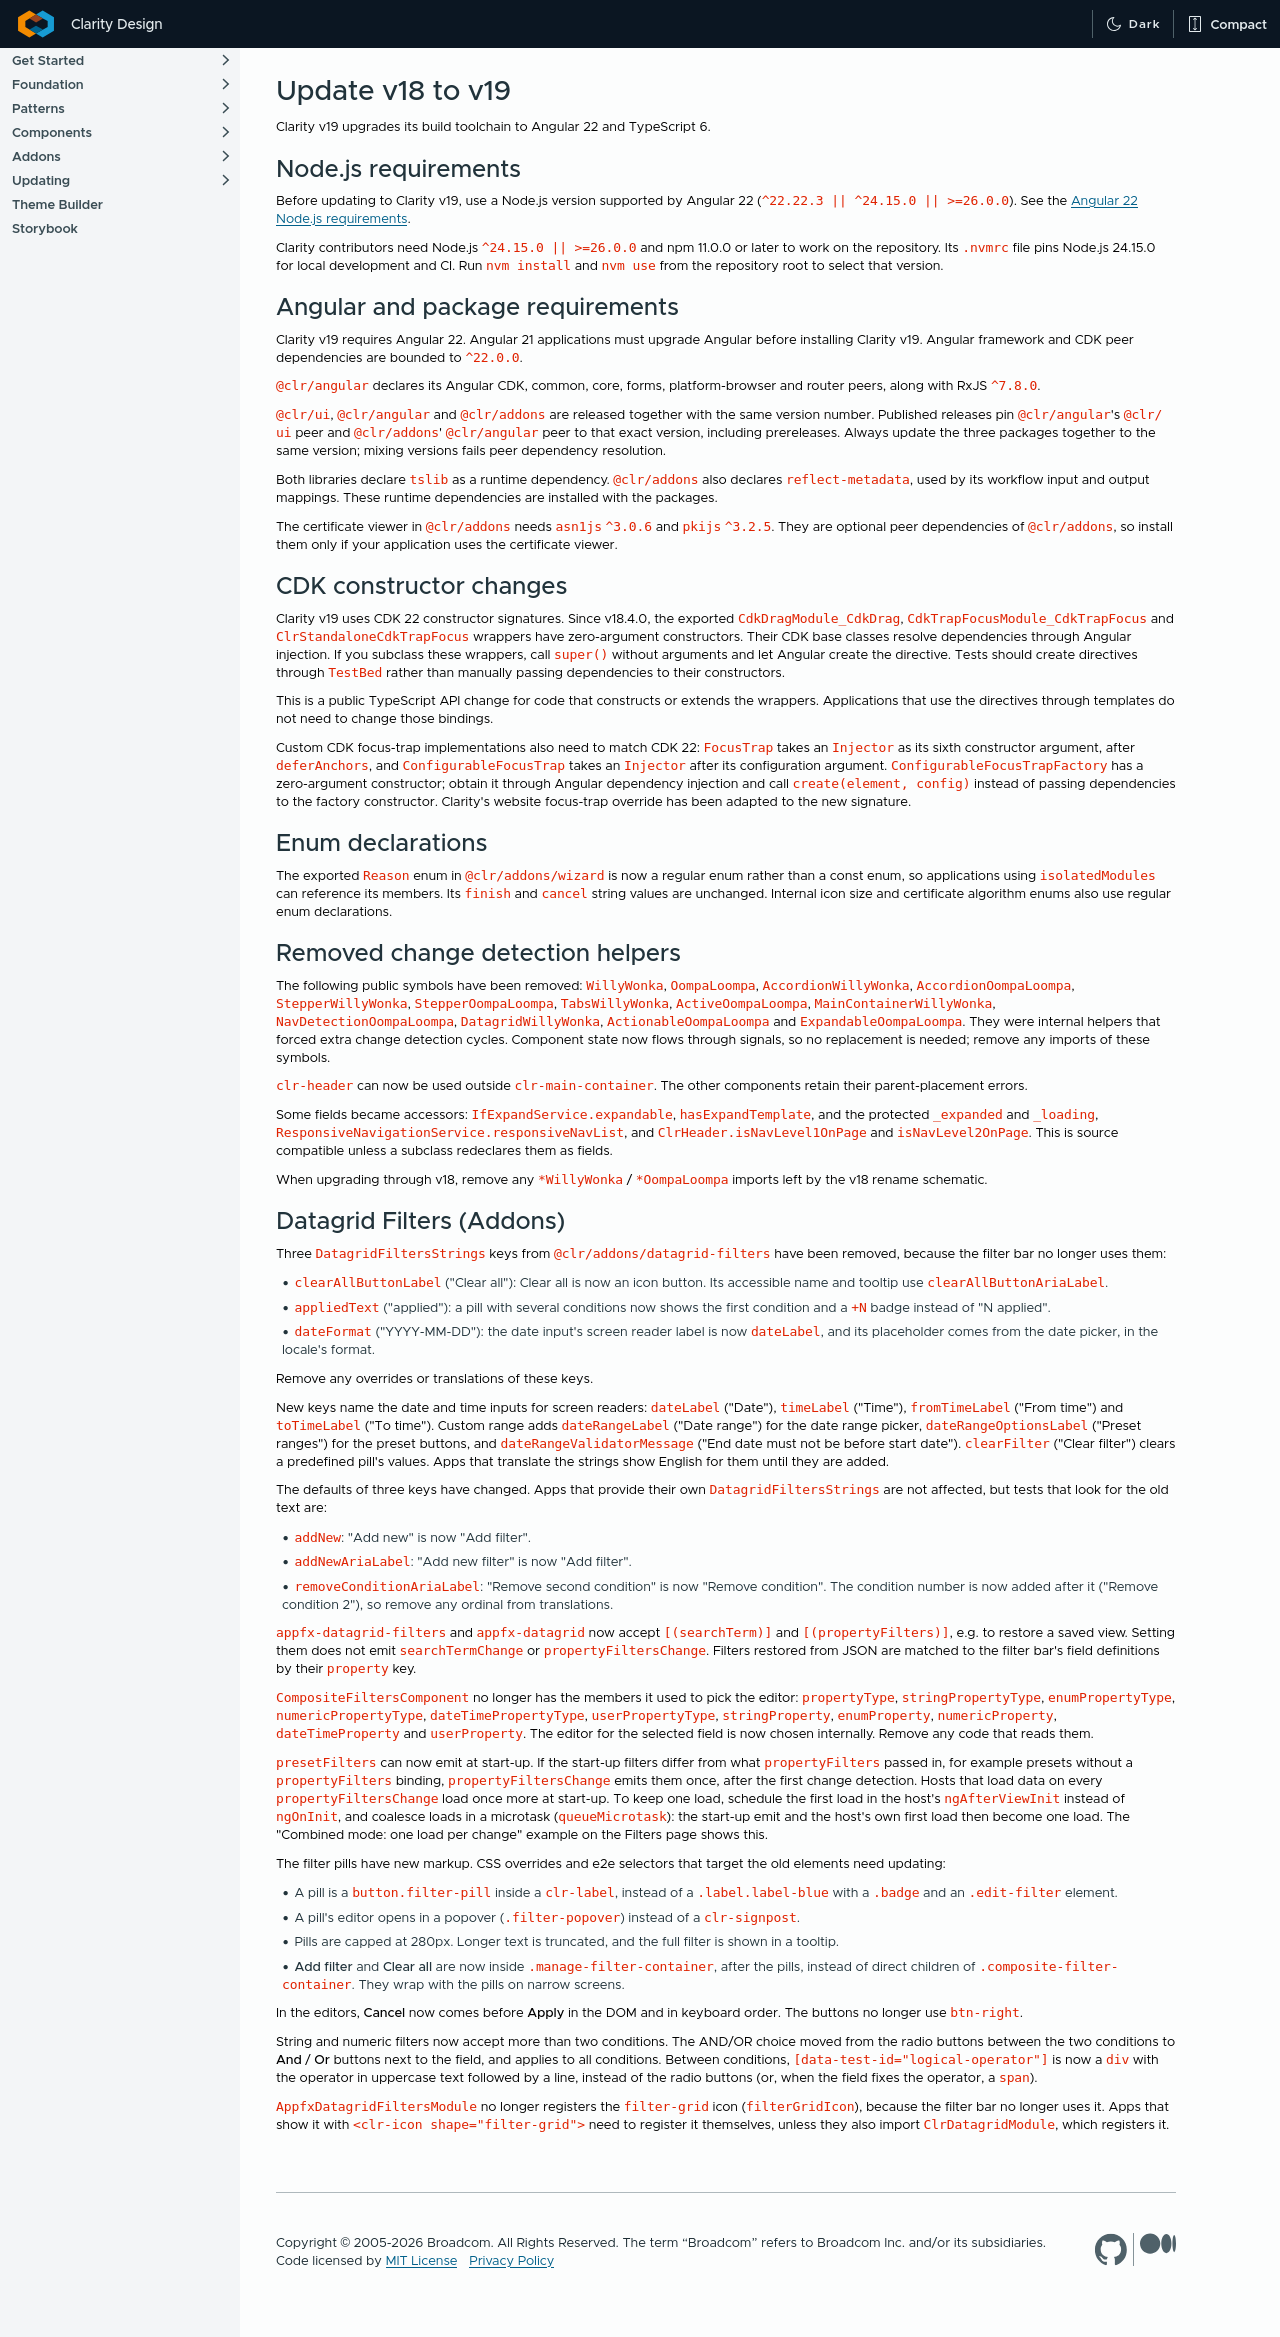 Clarity Design
Dark
Compact
Get Started
Foundation
Patterns
Components
Addons
Updating
Theme Builder
Storybook
Update v18 to v19
Clarity v19 upgrades its build toolchain to Angular 22 and TypeScript 6.
Node.js requirements
Before updating to Clarity v19, use a Node.js version supported by Angular 22 (^22.22.3 || ^24.15.0 || >=26.0.0). See the Angular 22
Node.js requirements.
Clarity contributors need Node.js ^24.15.0 || >=26.0.0 and npm 11.0.0 or later to work on the repository. Its .nvmrc file pins Node.js 24.15.0
for local development and CI. Run nvm install and nvm use from the repository root to select that version.
Angular and package requirements
Clarity v19 requires Angular 22. Angular 21 applications must upgrade Angular before installing Clarity v19. Angular framework and CDK peer
dependencies are bounded to ^22.0.0.
@clr/angular declares its Angular CDK, common, core, forms, platform-browser and router peers, along with RxJS ^7.8.0.
@clr/ui, @clr/angular and @clr/addons are released together with the same version number. Published releases pin @clr/angular's @clr/
ui peer and @clr/addons' @clr/angular peer to that exact version, including prereleases. Always update the three packages together to the
same version; mixing versions fails peer dependency resolution.
Both libraries declare tslib as a runtime dependency. @clr/addons also declares reflect-metadata, used by its workflow input and output
mappings. These runtime dependencies are installed with the packages.
The certificate viewer in @clr/addons needs asn1js ^3.0.6 and pkijs ^3.2.5. They are optional peer dependencies of @clr/addons, so install
them only if your application uses the certificate viewer.
CDK constructor changes
Clarity v19 uses CDK 22 constructor signatures. Since v18.4.0, the exported CdkDragModule_CdkDrag, CdkTrapFocusModule_CdkTrapFocus and
ClrStandaloneCdkTrapFocus wrappers have zero-argument constructors. Their CDK base classes resolve dependencies through Angular
injection. If you subclass these wrappers, call super() without arguments and let Angular create the directive. Tests should create directives
through TestBed rather than manually passing dependencies to their constructors.
This is a public TypeScript API change for code that constructs or extends the wrappers. Applications that use the directives through templates do
not need to change those bindings.
Custom CDK focus-trap implementations also need to match CDK 22: FocusTrap takes an Injector as its sixth constructor argument, after
deferAnchors, and ConfigurableFocusTrap takes an Injector after its configuration argument. ConfigurableFocusTrapFactory has a
zero-argument constructor; obtain it through Angular dependency injection and call create(element, config) instead of passing dependencies
to the factory constructor. Clarity's website focus-trap override has been adapted to the new signature.
Enum declarations
The exported Reason enum in @clr/addons/wizard is now a regular enum rather than a const enum, so applications using isolatedModules
can reference its members. Its finish and cancel string values are unchanged. Internal icon size and certificate algorithm enums also use regular
enum declarations.
Removed change detection helpers
The following public symbols have been removed: WillyWonka, OompaLoompa, AccordionWillyWonka, AccordionOompaLoompa,
StepperWillyWonka, StepperOompaLoompa, TabsWillyWonka, ActiveOompaLoompa, MainContainerWillyWonka,
NavDetectionOompaLoompa, DatagridWillyWonka, ActionableOompaLoompa and ExpandableOompaLoompa. They were internal helpers that
forced extra change detection cycles. Component state now flows through signals, so no replacement is needed; remove any imports of these
symbols.
clr-header can now be used outside clr-main-container. The other components retain their parent-placement errors.
Some fields became accessors: IfExpandService.expandable, hasExpandTemplate, and the protected _expanded and _loading,
ResponsiveNavigationService.responsiveNavList, and ClrHeader.isNavLevel1OnPage and isNavLevel2OnPage. This is source
compatible unless a subclass redeclares them as fields.
When upgrading through v18, remove any *WillyWonka / *OompaLoompa imports left by the v18 rename schematic.
Datagrid Filters (Addons)
Three DatagridFiltersStrings keys from @clr/addons/datagrid-filters have been removed, because the filter bar no longer uses them:
• clearAllButtonLabel ("Clear all"): Clear all is now an icon button. Its accessible name and tooltip use clearAllButtonAriaLabel.
• appliedText ("applied"): a pill with several conditions now shows the first condition and a +N badge instead of "N applied".
• dateFormat ("YYYY-MM-DD"): the date input's screen reader label is now dateLabel, and its placeholder comes from the date picker, in the
locale's format.
Remove any overrides or translations of these keys.
New keys name the date and time inputs for screen readers: dateLabel ("Date"), timeLabel ("Time"), fromTimeLabel ("From time") and
toTimeLabel ("To time"). Custom range adds dateRangeLabel ("Date range") for the date range picker, dateRangeOptionsLabel ("Preset
ranges") for the preset buttons, and dateRangeValidatorMessage ("End date must not be before start date"). clearFilter ("Clear filter") clears
a predefined pill's values. Apps that translate the strings show English for them until they are added.
The defaults of three keys have changed. Apps that provide their own DatagridFiltersStrings are not affected, but tests that look for the old
text are:
• addNew: "Add new" is now "Add filter".
• addNewAriaLabel: "Add new filter" is now "Add filter".
• removeConditionAriaLabel: "Remove second condition" is now "Remove condition". The condition number is now added after it ("Remove
condition 2"), so remove any ordinal from translations.
appfx-datagrid-filters and appfx-datagrid now accept [(searchTerm)] and [(propertyFilters)], e.g. to restore a saved view. Setting
them does not emit searchTermChange or propertyFiltersChange. Filters restored from JSON are matched to the filter bar's field definitions
by their property key.
CompositeFiltersComponent no longer has the members it used to pick the editor: propertyType, stringPropertyType, enumPropertyType,
numericPropertyType, dateTimePropertyType, userPropertyType, stringProperty, enumProperty, numericProperty,
dateTimeProperty and userProperty. The editor for the selected field is now chosen internally. Remove any code that reads them.
presetFilters can now emit at start-up. If the start-up filters differ from what propertyFilters passed in, for example presets without a
propertyFilters binding, propertyFiltersChange emits them once, after the first change detection. Hosts that load data on every
propertyFiltersChange load once more at start-up. To keep one load, schedule the first load in the host's ngAfterViewInit instead of
ngOnInit, and coalesce loads in a microtask (queueMicrotask): the start-up emit and the host's own first load then become one load. The
"Combined mode: one load per change" example on the Filters page shows this.
The filter pills have new markup. CSS overrides and e2e selectors that target the old elements need updating:
• A pill is a button.filter-pill inside a clr-label, instead of a .label.label-blue with a .badge and an .edit-filter element.
• A pill's editor opens in a popover (.filter-popover) instead of a clr-signpost.
• Pills are capped at 280px. Longer text is truncated, and the full filter is shown in a tooltip.
• Add filter and Clear all are now inside .manage-filter-container, after the pills, instead of direct children of .composite-filter-
container. They wrap with the pills on narrow screens.
In the editors, Cancel now comes before Apply in the DOM and in keyboard order. The buttons no longer use btn-right.
String and numeric filters now accept more than two conditions. The AND/OR choice moved from the radio buttons between the two conditions to
And / Or buttons next to the field, and applies to all conditions. Between conditions, [data-test-id="logical-operator"] is now a div with
the operator in uppercase text followed by a line, instead of the radio buttons (or, when the field fixes the operator, a span).
AppfxDatagridFiltersModule no longer registers the filter-grid icon (filterGridIcon), because the filter bar no longer uses it. Apps that
show it with <clr-icon shape="filter-grid"> need to register it themselves, unless they also import ClrDatagridModule, which registers it.
Copyright © 2005-2026 Broadcom. All Rights Reserved. The term “Broadcom” refers to Broadcom Inc. and/or its subsidiaries.
Code licensed by MIT License Privacy Policy